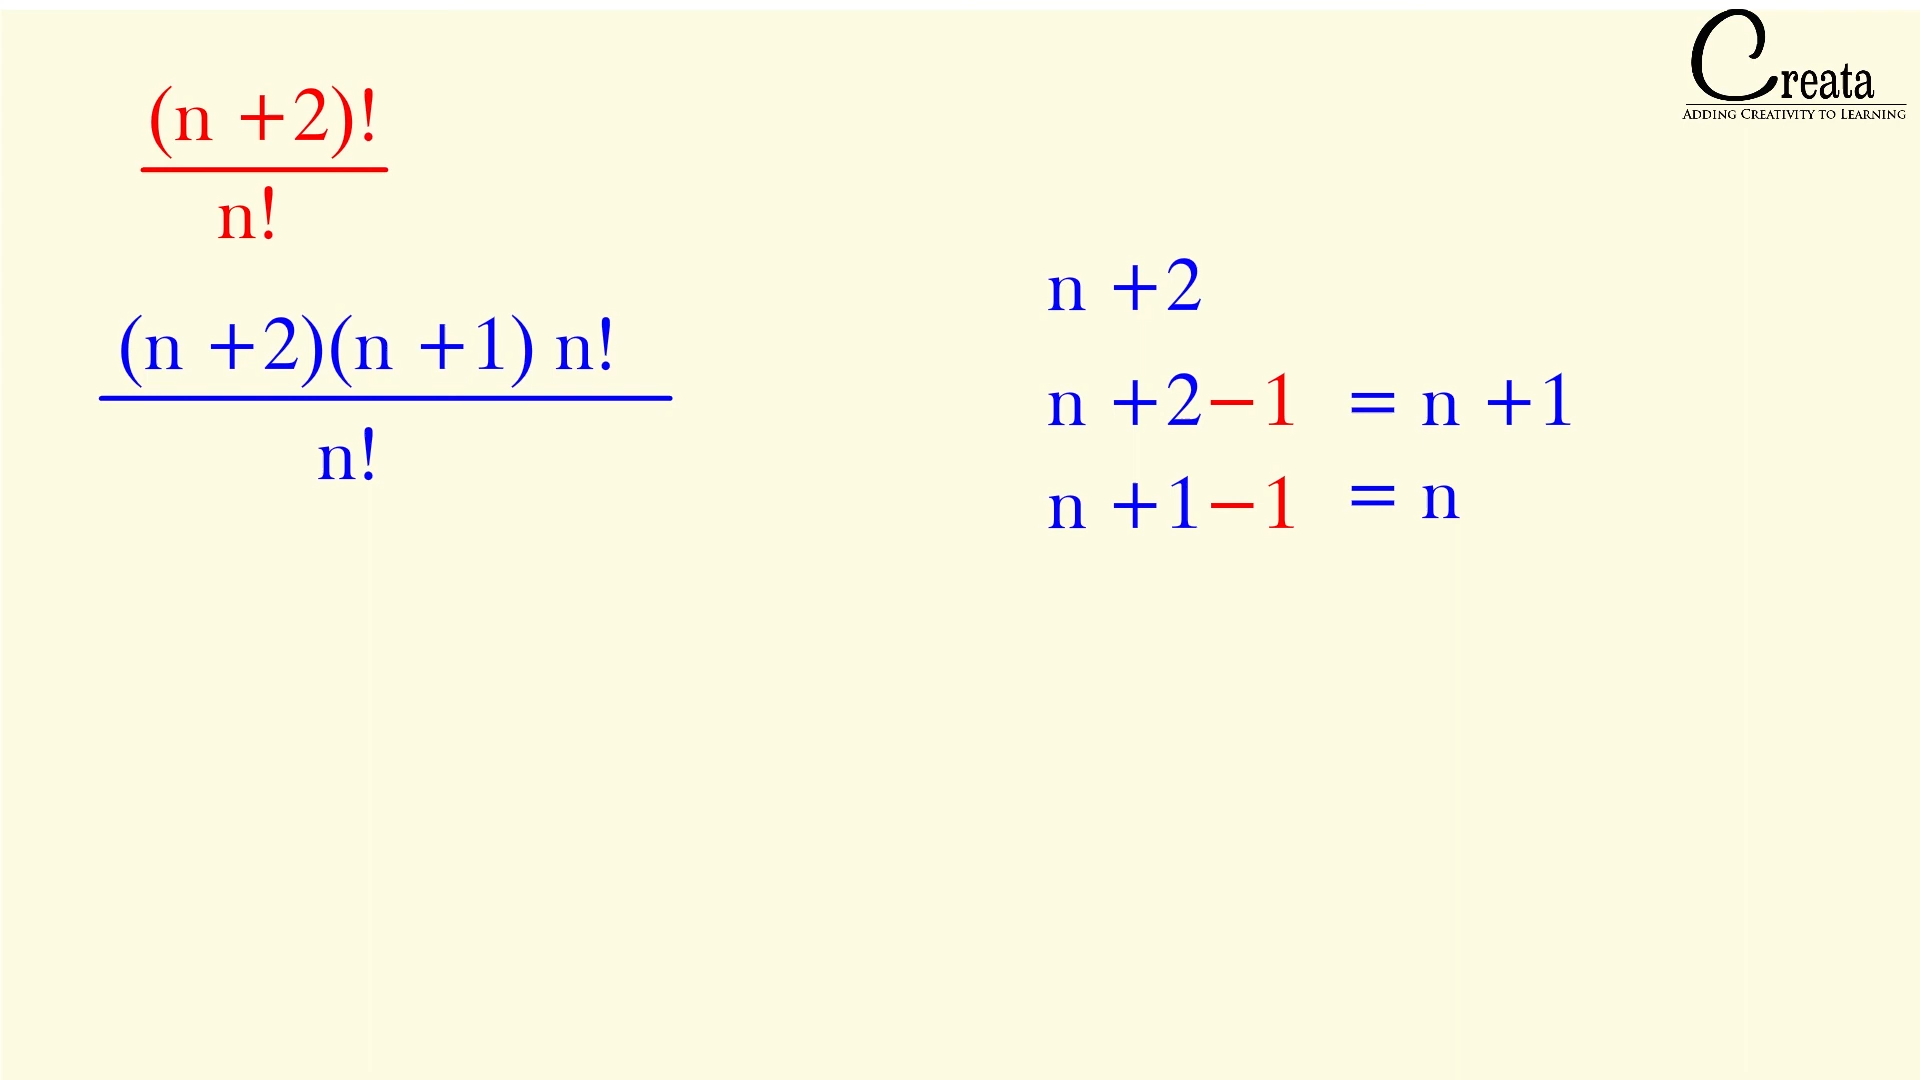 Creata
ADDING CREATIVITY TO LEARNING
(n +2)!
n!
(n +2)(n +1) n!
n!
n +2
n +2−1 = n +1
n +1−1 = n